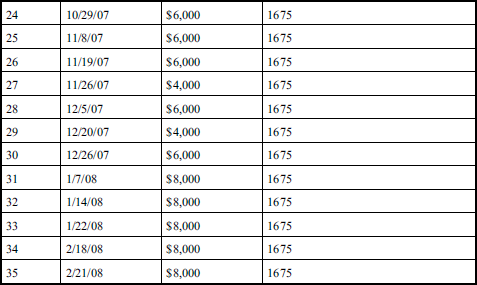 24 10/29/07 $6,000 1675
25 11/8/07 $6,000 1675
26 11/19/07 $6,000 1675
27 11/26/07 $4,000 1675
28 12/5/07 $6,000 1675
29 12/20/07 $4,000 1675
30 12/26/07 $6,000 1675
31 1/7/08 $8,000 1675
32 1/14/08 $8,000 1675
33 1/22/08 $8,000 1675
34 2/18/08 $8,000 1675
35 2/21/08 $8,000 1675